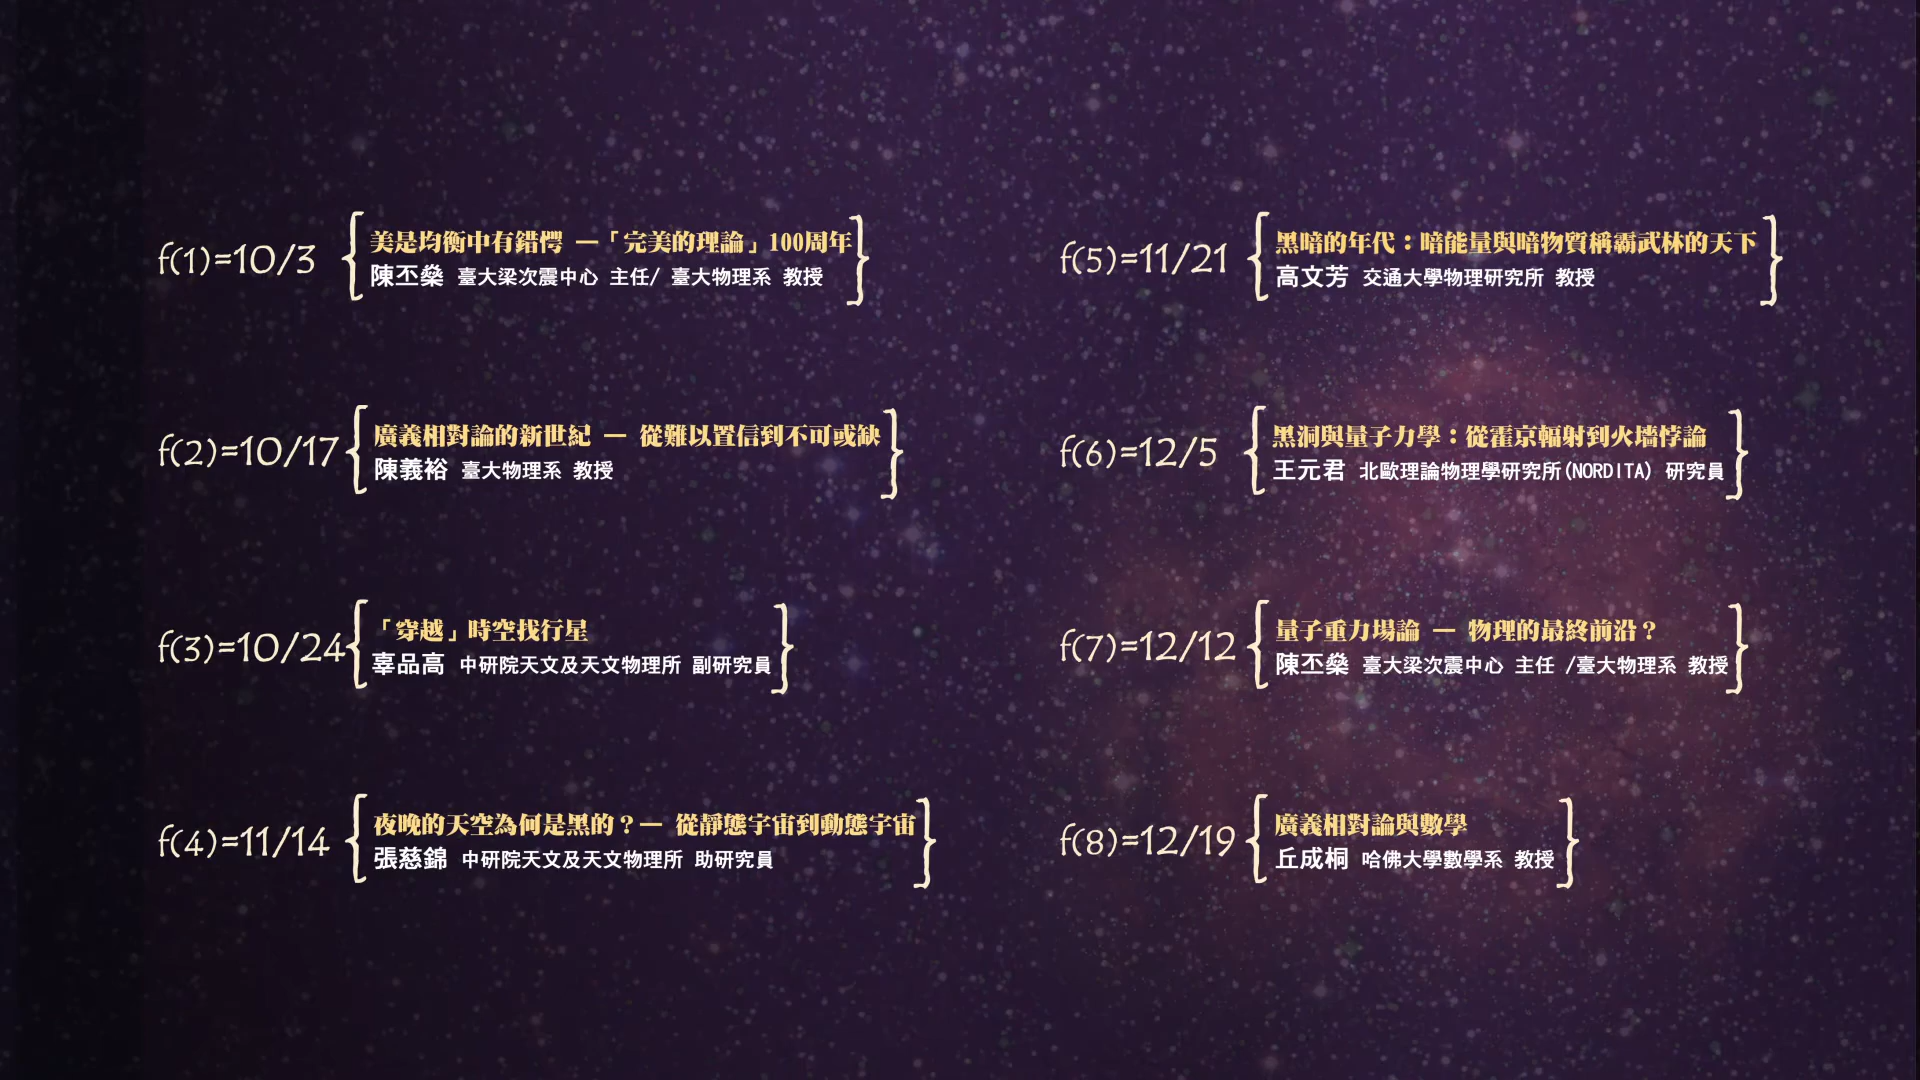 f(1)=10/3
美是均衡中有錯愕 —「完美的理論」100周年
陳丕燊 臺大梁次震中心 主任/ 臺大物理系 教授
f(2)=10/17
廣義相對論的新世紀 — 從難以置信到不可或缺
陳義裕 臺大物理系 教授
f(3)=10/24
「穿越」時空找行星
辜品高 中研院天文及天文物理所 副研究員
f(4)=11/14
夜晚的天空為何是黑的？— 從靜態宇宙到動態宇宙
張慈錦 中研院天文及天文物理所 助研究員
f(5)=11/21
黑暗的年代：暗能量與暗物質稱霸武林的天下
高文芳 交通大學物理研究所 教授
f(6)=12/5
黑洞與量子力學：從霍京輻射到火墻悖論
王元君 北歐理論物理學研究所(NORDITA) 研究員
f(7)=12/12
量子重力場論 — 物理的最終前沿？
陳丕燊 臺大梁次震中心 主任 /臺大物理系 教授
f(8)=12/19
廣義相對論與數學
丘成桐 哈佛大學數學系 教授